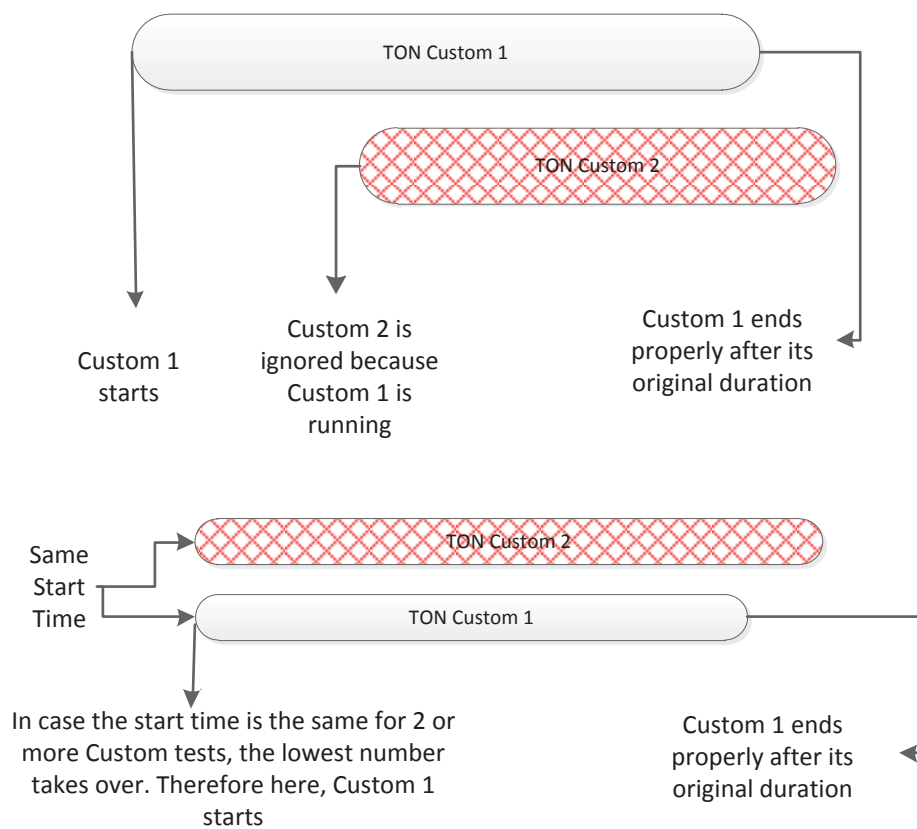 TON Custom 1
TON Custom 2
Custom 1
starts
Custom 2 is
ignored because
Custom 1 is
running
Custom 1 ends
properly after its
original duration
Same
Start
Time
TON Custom 2
TON Custom 1
In case the start time is the same for 2 or
more Custom tests, the lowest number
takes over. Therefore here, Custom 1
starts
Custom 1 ends
properly after its
original duration